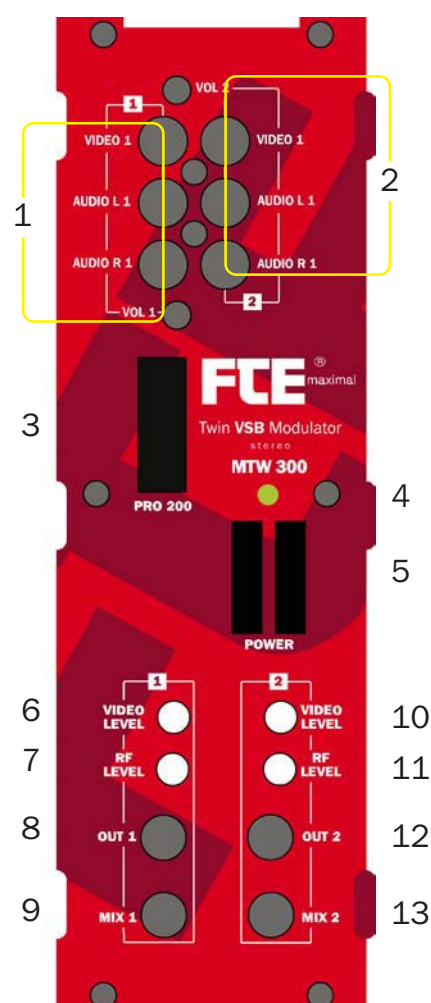 VOL 2
1
VIDEO 1 VIDEO 1
2
AUDIO L 1 AUDIO L 1
1
AUDIO R 1 AUDIO R 1
2
VOL 1
FTE ®
maximal
3
Twin VSB Modulator
stereo
MTW 300
4
PRO 200
5
POWER
1 2
6 VIDEO LEVEL VIDEO LEVEL 10
7 RF LEVEL RF LEVEL 11
8 OUT 1 OUT 2 12
9 MIX 1 MIX 2 13